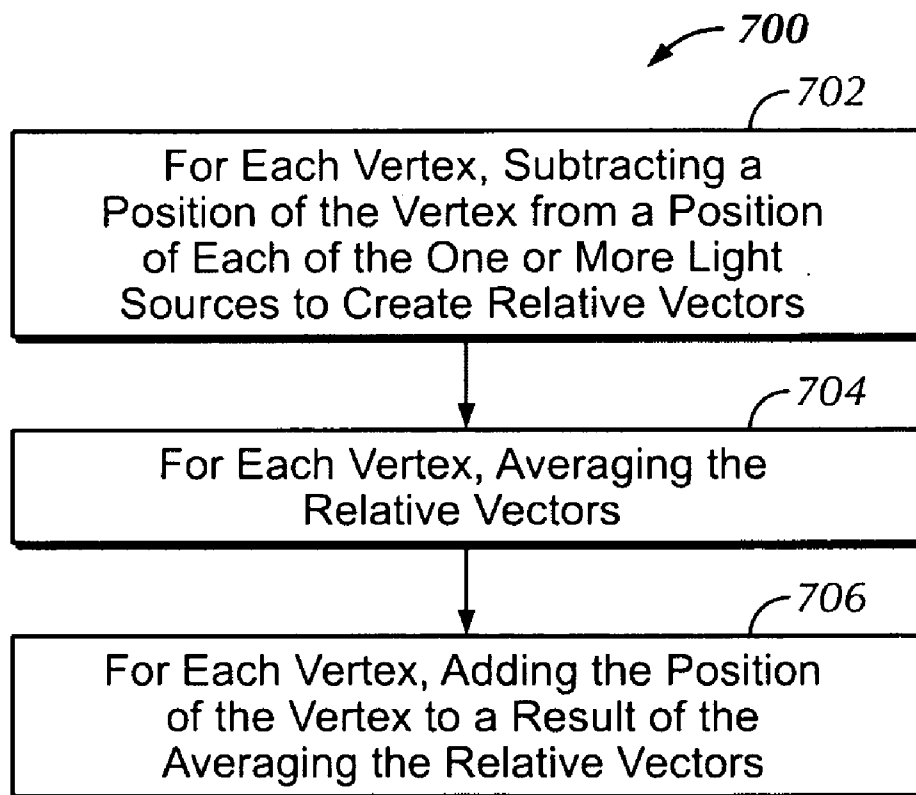 700
702
For Each Vertex, Subtracting a
Position of the Vertex from a Position
of Each of the One or More Light
Sources to Create Relative Vectors
704
For Each Vertex, Averaging the
Relative Vectors
706
For Each Vertex, Adding the Position
of the Vertex to a Result of the
Averaging the Relative Vectors